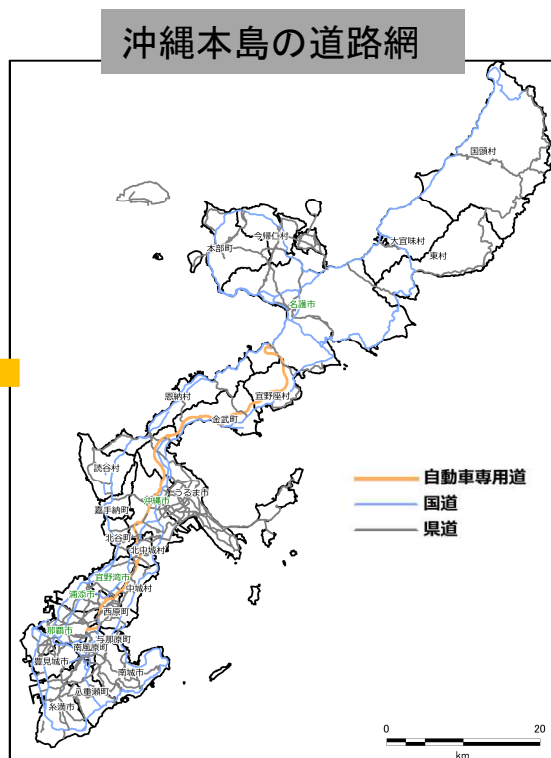 沖縄本島の道路網
国頭村
大宜味村
東村
今帰仁村
本部町
名護市
恩納村
宜野座村
金武町
読谷村
うるま市
沖縄市
嘉手納町
北谷町
北中城村
宜野湾市
中城村
浦添市
西原町
那覇市
与那原町
南風原町
豊見城市
南城市
八重瀬町
糸満市
自動車専用道
国道
県道
0 20
km